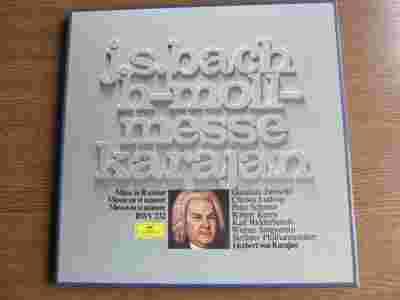 j.s.bach
h-moll-
messe
karajan
Mass in B minor
Messe en si mineur
Messa in si minore
BWV 232
Gundula Janowitz
Christa Ludwig
Peter Schreier
Robert Kerns
Karl Ridderbusch
Wiener Singverein
Berliner Philharmoniker
Herbert von Karajan